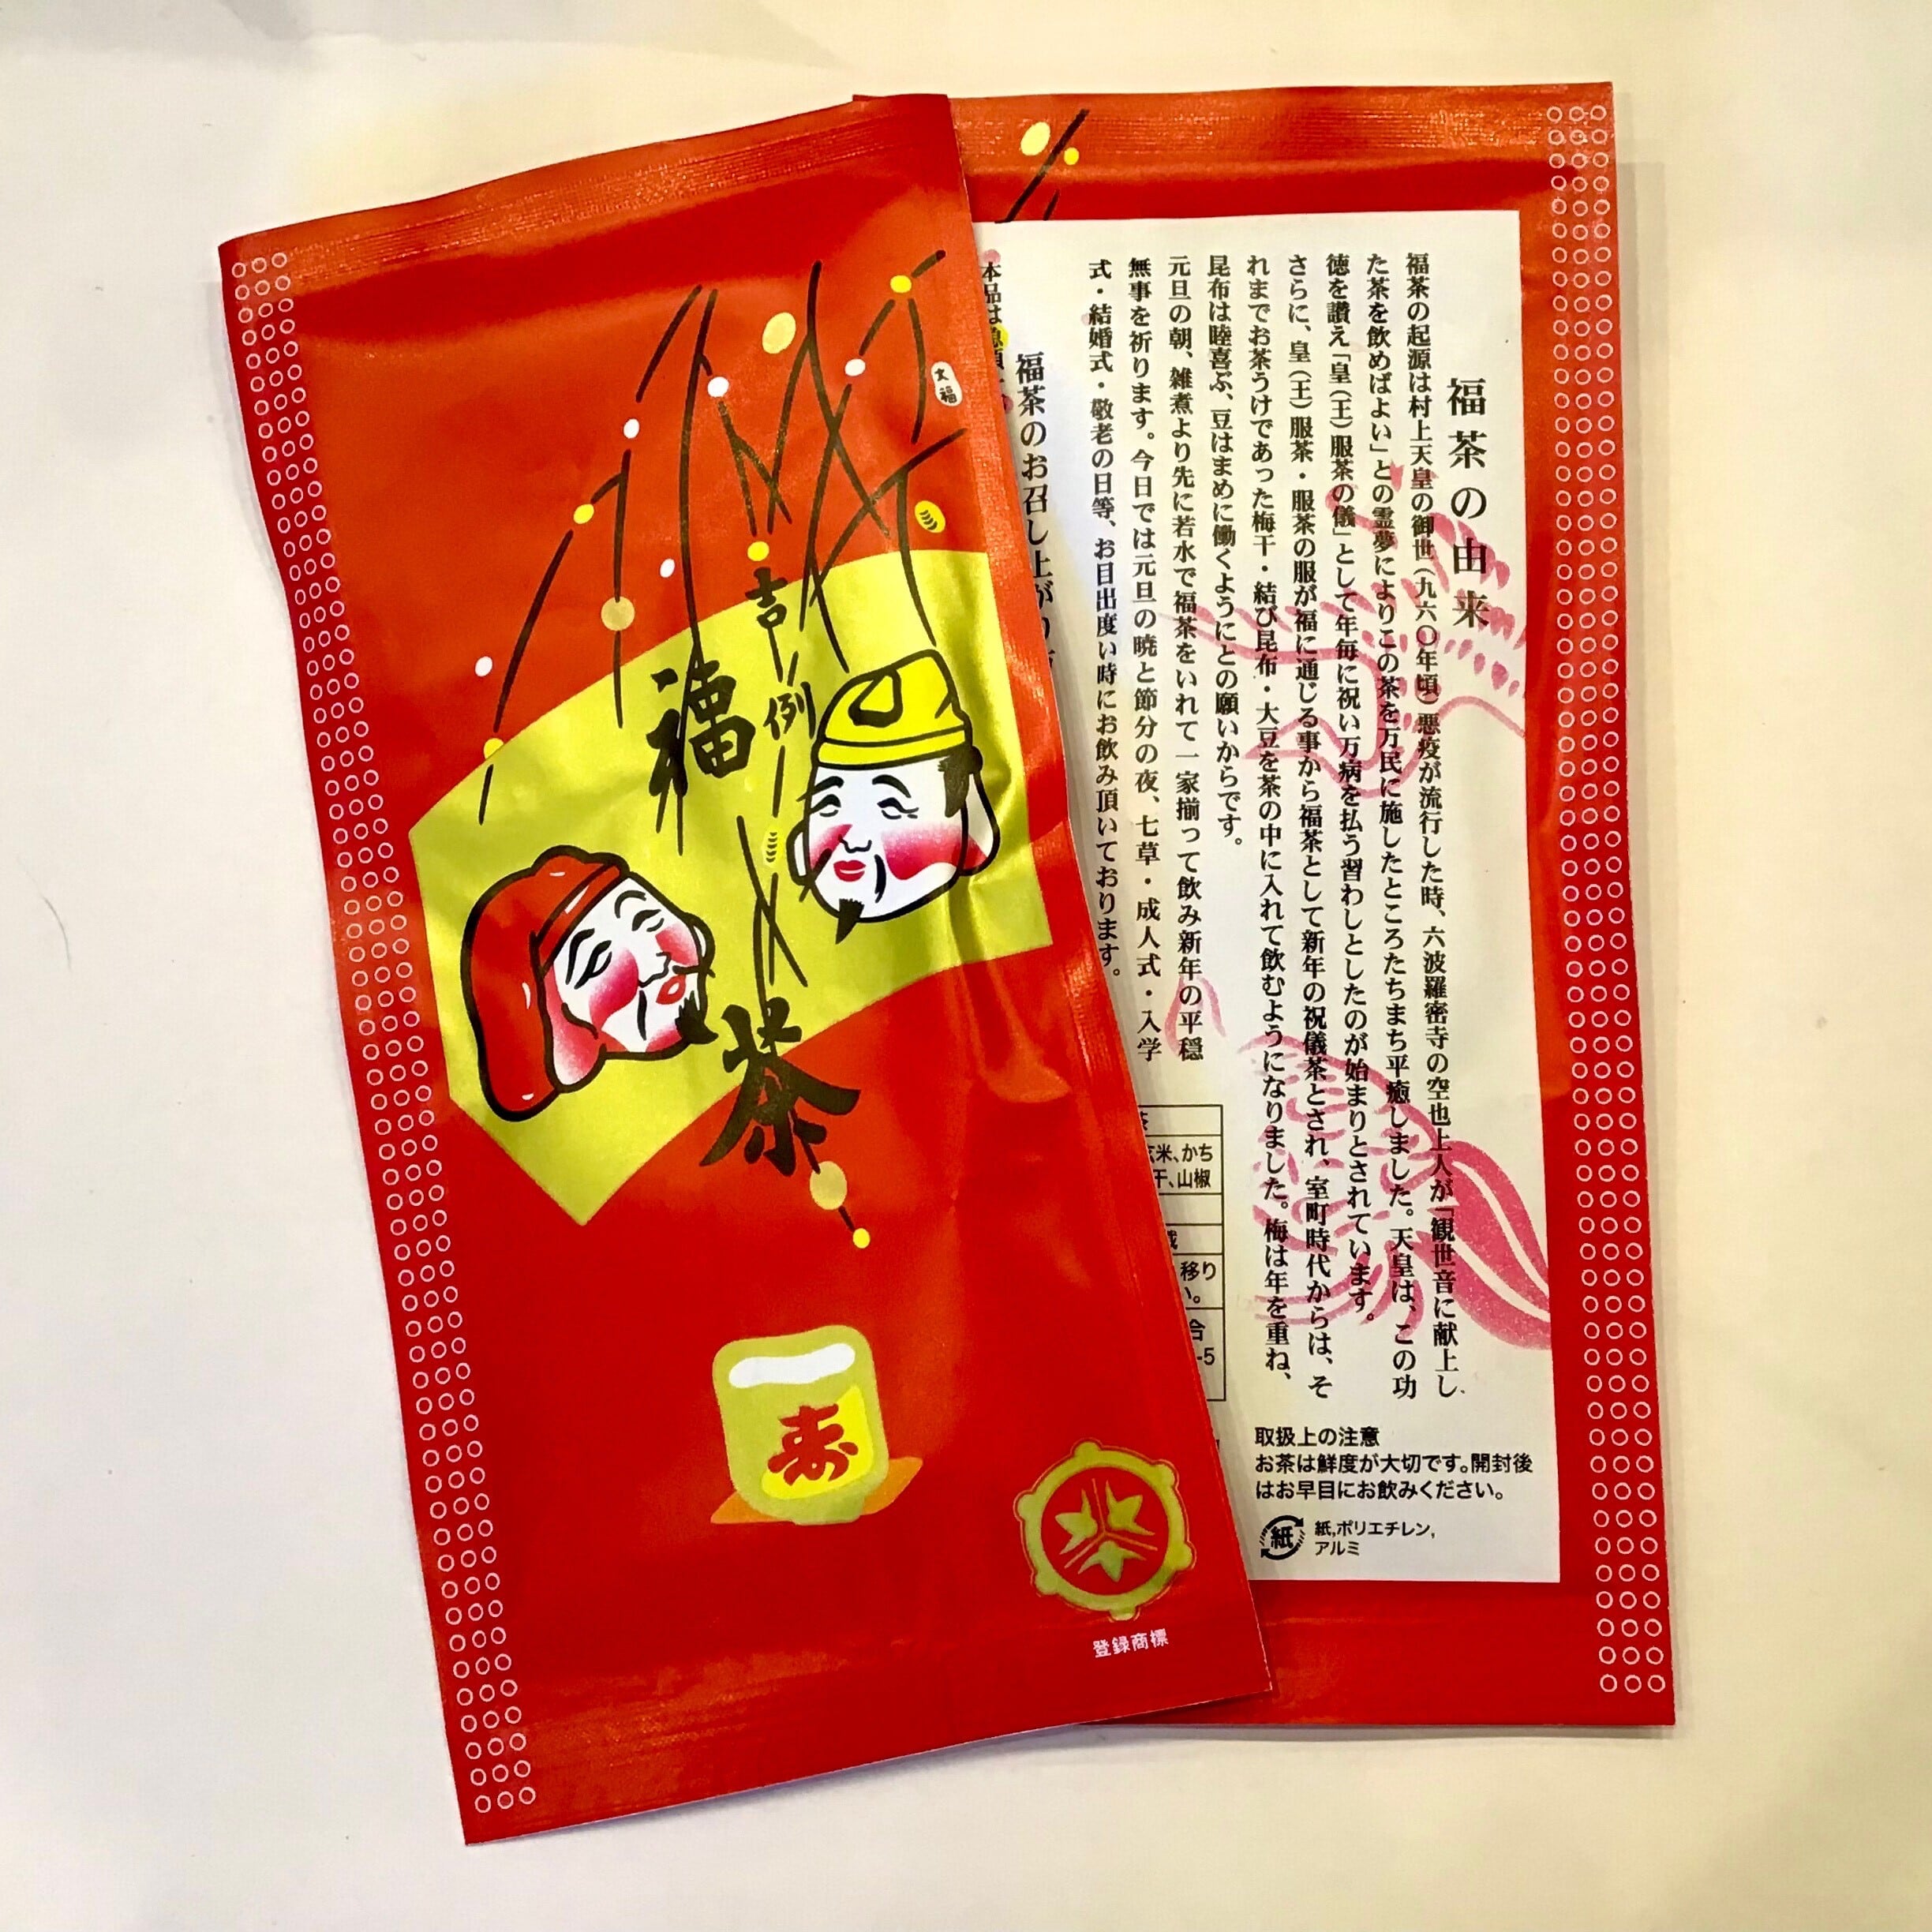 吉例
福茶
寿
登録商標
福茶の由来
福茶の起源は村上天皇の御世(九六〇年頃)悪疫が流行した時、六波羅密寺の空也上人が「観世音に献上し
た茶を飲めばよい」との霊夢によりこの茶を万民に施したところたちまち平癒しました。天皇は、この功
徳を讃え「皇(王)服茶の儀」として年毎に祝い万病を払う習わしとしたのが始まりとされています。
さらに、皇(王)服茶・服茶の服が福に通じる事から福茶として新年の祝儀茶とされ、室町時代からは、そ
れまでお茶うけであった梅干・結び昆布・大豆を茶の中に入れて飲むようになりました。梅は年を重ね、
昆布は睦喜ぶ、豆はまめに働くようにとの願いからです。
元旦の朝、雑煮より先に若水で福茶をいれて一家揃って飲み新年の平穏
無事を祈ります。今日では元旦の暁と節分の夜、七草・成人式・入学
式・結婚式・敬老の日等、お目出度い時にお飲み頂いております。
福茶のお召し上がり
本品は
玄米、かち
干、山椒
移り
い。
合
-5
取扱上の注意
お茶は鮮度が大切です。開封後
はお早目にお飲みください。
紙
紙,ポリエチレン,
アルミ